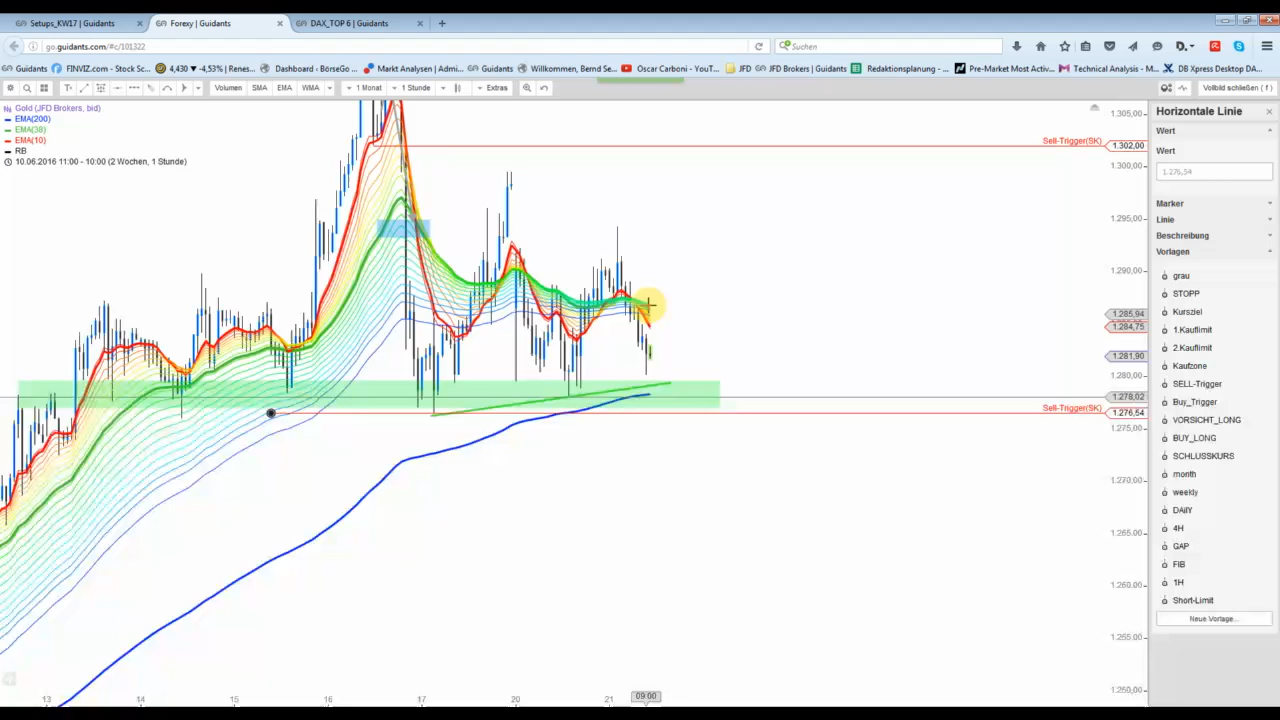 Setups_KW17 | Guidants
Forexy | Guidants
DAX_TOP 6 | Guidants
go.guidants.com/#c/101322
Suchen
Guidants
FINVIZ.com - Stock Sc...
4,430 ▼ -4,53% | Renes...
Dashboard - BörseGo ...
Markt Analysen | Admi...
Guidants
Willkommen, Bernd Se...
Oscar Carboni - YouT...
JFD
JFD Brokers | Guidants
Redaktionsplanung - ...
Pre-Market Most Activ...
Technical Analysis - M...
DB Xpress Desktop DA...
Volumen
SMA
EMA
WMA
1 Monat
1 Stunde
Extras
Vollbild schließen ( f )
Gold (JFD Brokers, bid)
EMA(200)
EMA(38)
EMA(10)
RB
10.06.2016 11:00 - 10:00 (2 Wochen, 1 Stunde)
1.305,00
Sell-Trigger(SK)
1.302,00
1.300,00
1.295,00
1.290,00
1.285,94
1.284,75
1.281,90
1.280,00
1.278,02
Sell-Trigger(SK)
1.276,54
1.275,00
1.270,00
1.265,00
1.260,00
1.255,00
1.250,00
13
14
15
16
17
20
21
09:00
Horizontale Linie
Wert
Wert
1.276,54
Marker
Linie
Beschreibung
Vorlagen
grau
STOPP
Kursziel
1.Kauflimit
2.Kauflimit
Kaufzone
SELL-Trigger
Buy_Trigger
VORSICHT_LONG
BUY_LONG
SCHLUSSKURS
month
weekly
DAilY
4H
GAP
FIB
1H
Short-Limit
Neue Vorlage...